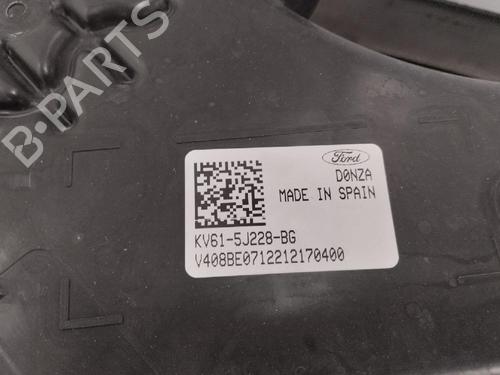 B-PARTS
Ford
D0NZA
MADE IN SPAIN
KV61-5J228-BG
V408BE0712212170400